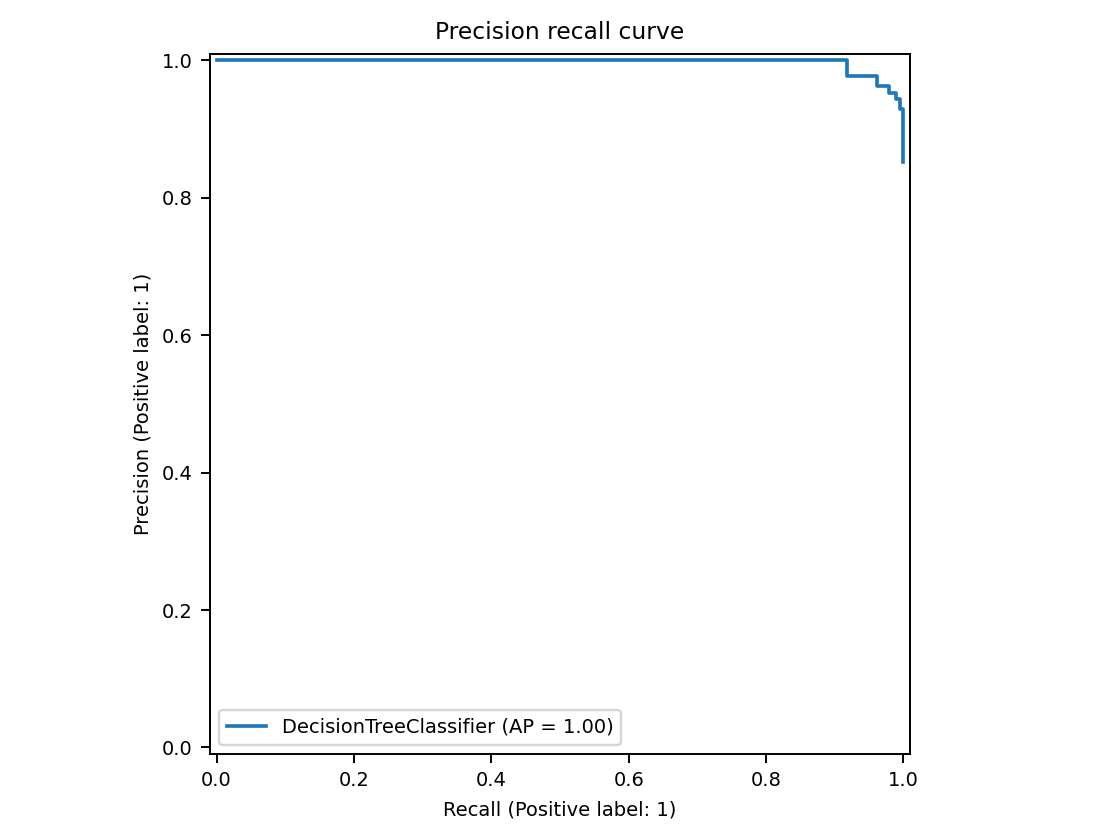 Precision recall curve
1.0
0.8
0.6
0.4
0.2
0.0
Precision (Positive label: 1)
DecisionTreeClassifier (AP = 1.00)
0.0 0.2 0.4 0.6 0.8 1.0
Recall (Positive label: 1)